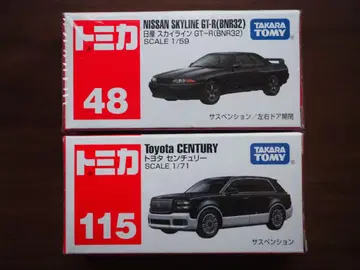 トミカ
48
NISSAN SKYLINE GT-R(BNR32)
日産 スカイライン GT-R(BNR32)
SCALE 1/59
TAKARA
TOMY
サスペンション/左右ドア開閉
トミカ
115
Toyota CENTURY
トヨタ センチュリー
SCALE 1/71
TAKARA
TOMY
サスペンション